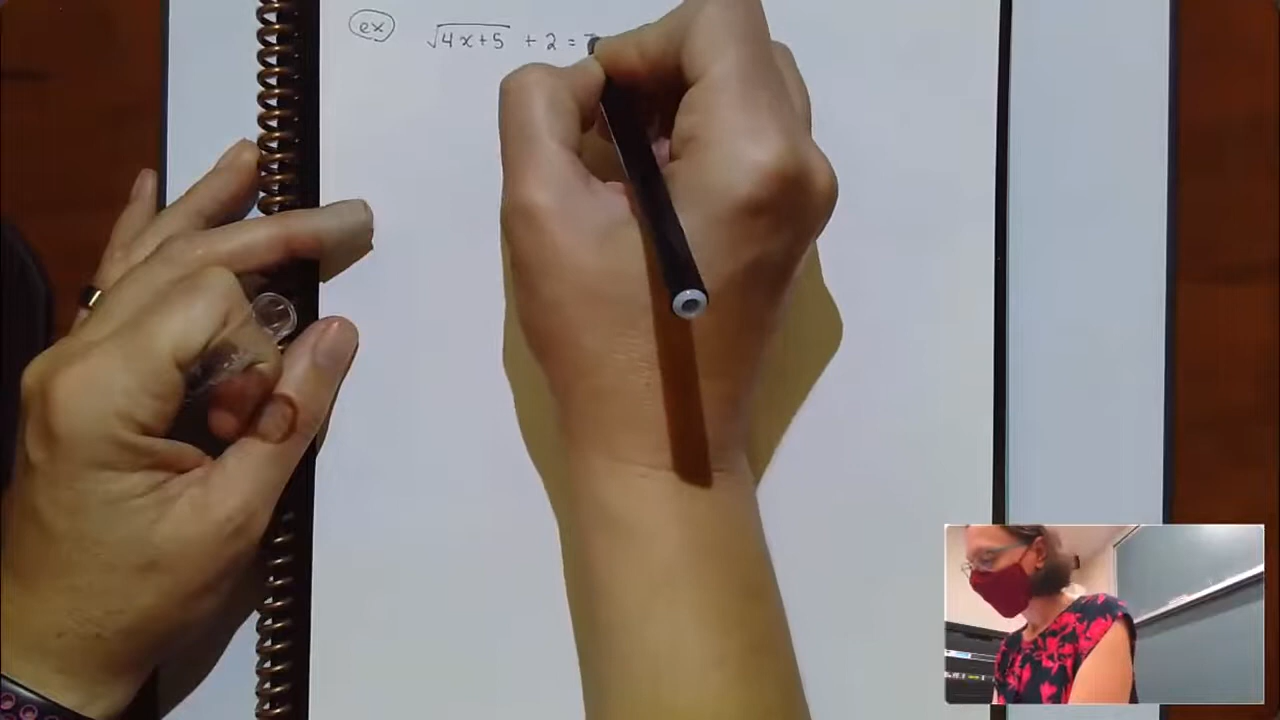 ex √4x+5 + 2 =